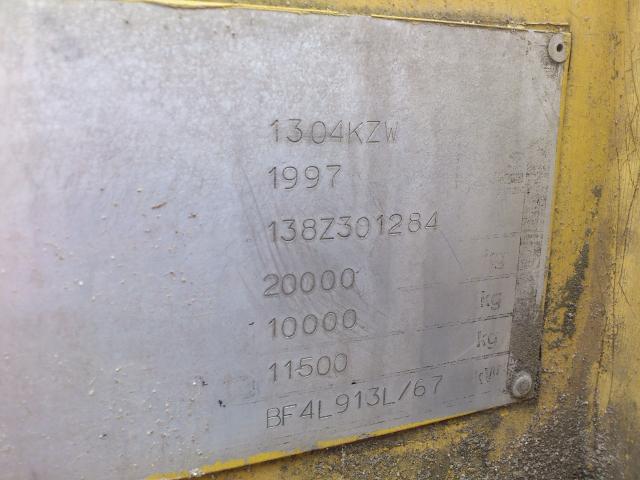 1304KZW
1997
138Z301284
20000 kg
10000 kg
11500 kg
BF4L913L/67 kW